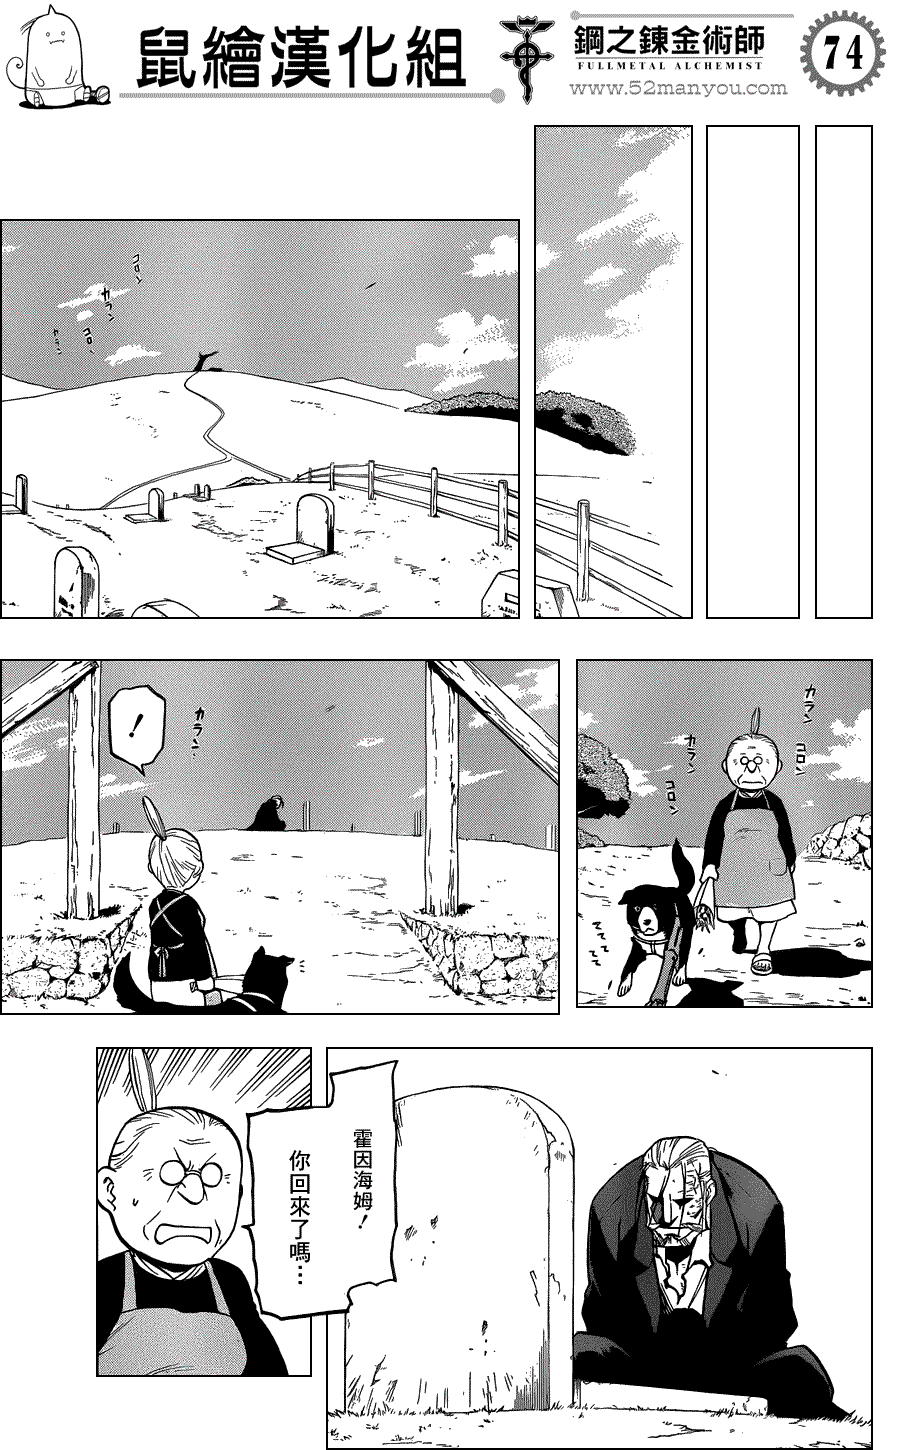 鼠繪漢化組
鋼之鍊金術師
FULLMETAL ALCHEMIST
www.52manyou.com
74
コロン
カラン
コロ、
カラン
カラン
コロン
カラン
コロン
カラン
！
霍因海姆！
你回來了嗎…